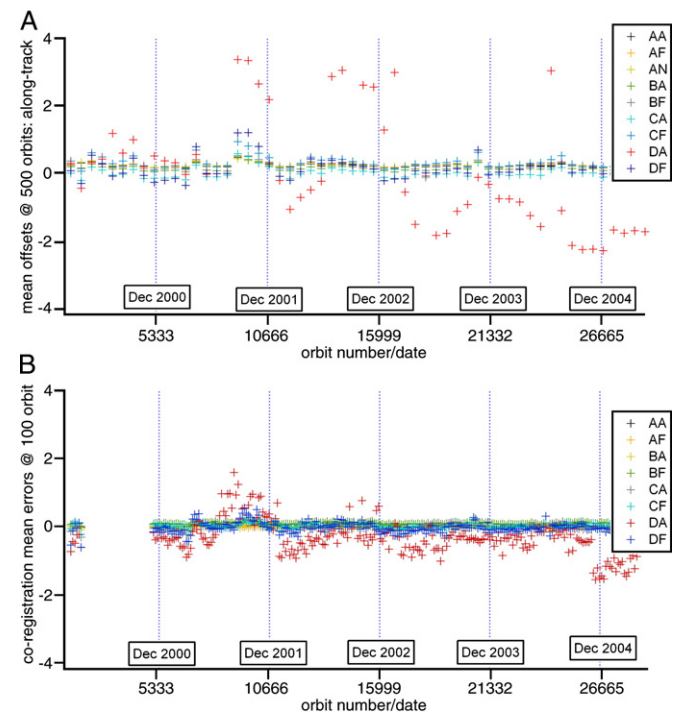 A
mean offsets @ 500 orbits: along-track
4
2
0
-2
-4
AA
AF
AN
BA
BF
CA
CF
DA
DF
Dec 2000
Dec 2001
Dec 2002
Dec 2003
Dec 2004
5333
10666
15999
21332
26665
orbit number/date
B
co-registration mean errors @ 100 orbit
4
2
0
-2
-4
AA
AF
BA
BF
CA
CF
DA
DF
Dec 2000
Dec 2001
Dec 2002
Dec 2003
Dec 2004
5333
10666
15999
21332
26665
orbit number/date